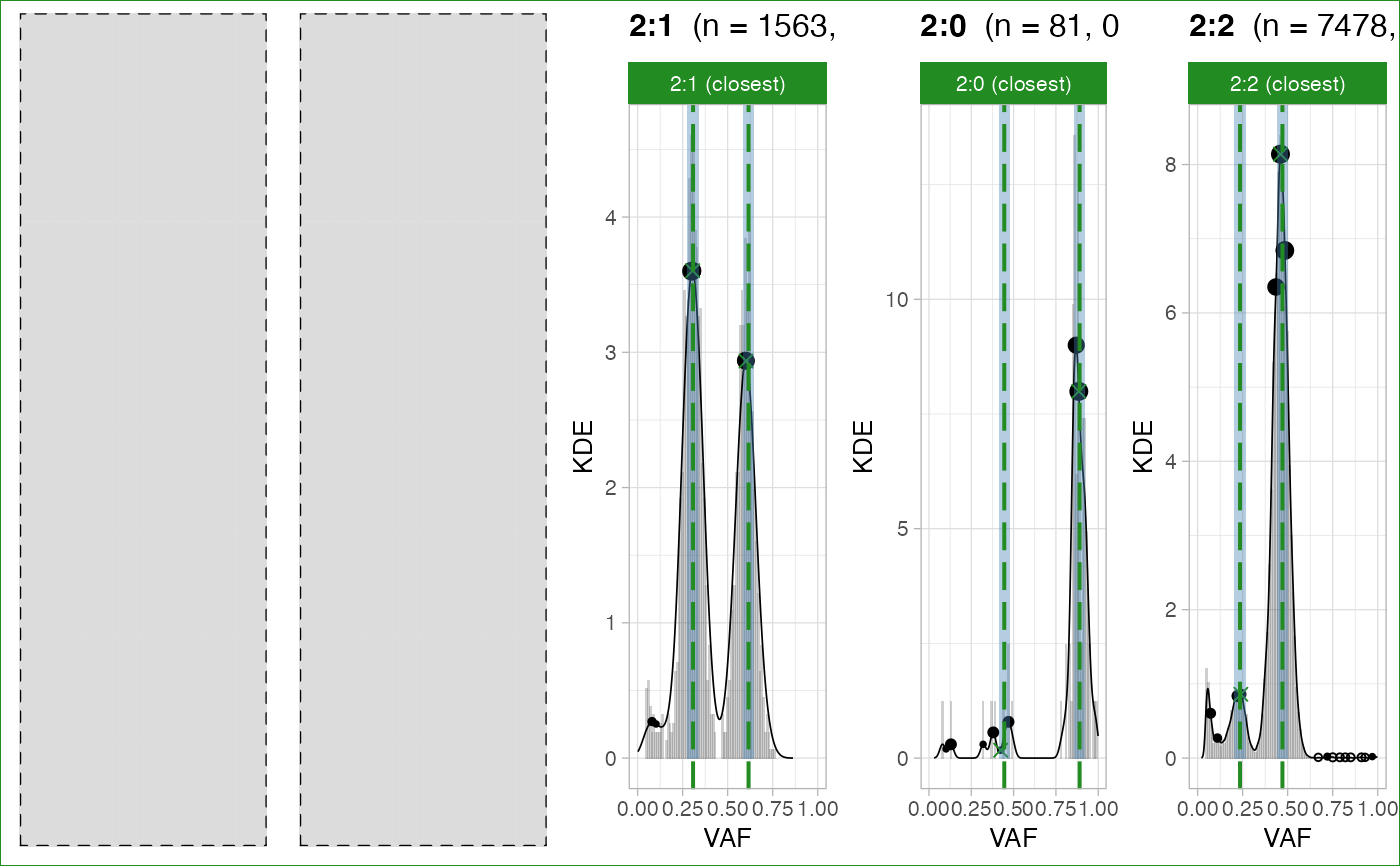 2:1 (n = 1563,
2:1 (closest)
4
3
2
1
0
KDE
0.00 0.25 0.50 0.75 1.00
VAF
2:0 (n = 81, 0
2:0 (closest)
10
5
0
KDE
0.00 0.25 0.50 0.75 1.00
VAF
2:2 (n = 7478,
2:2 (closest)
8
6
4
2
0
KDE
0.00 0.25 0.50 0.75 1.00
VAF